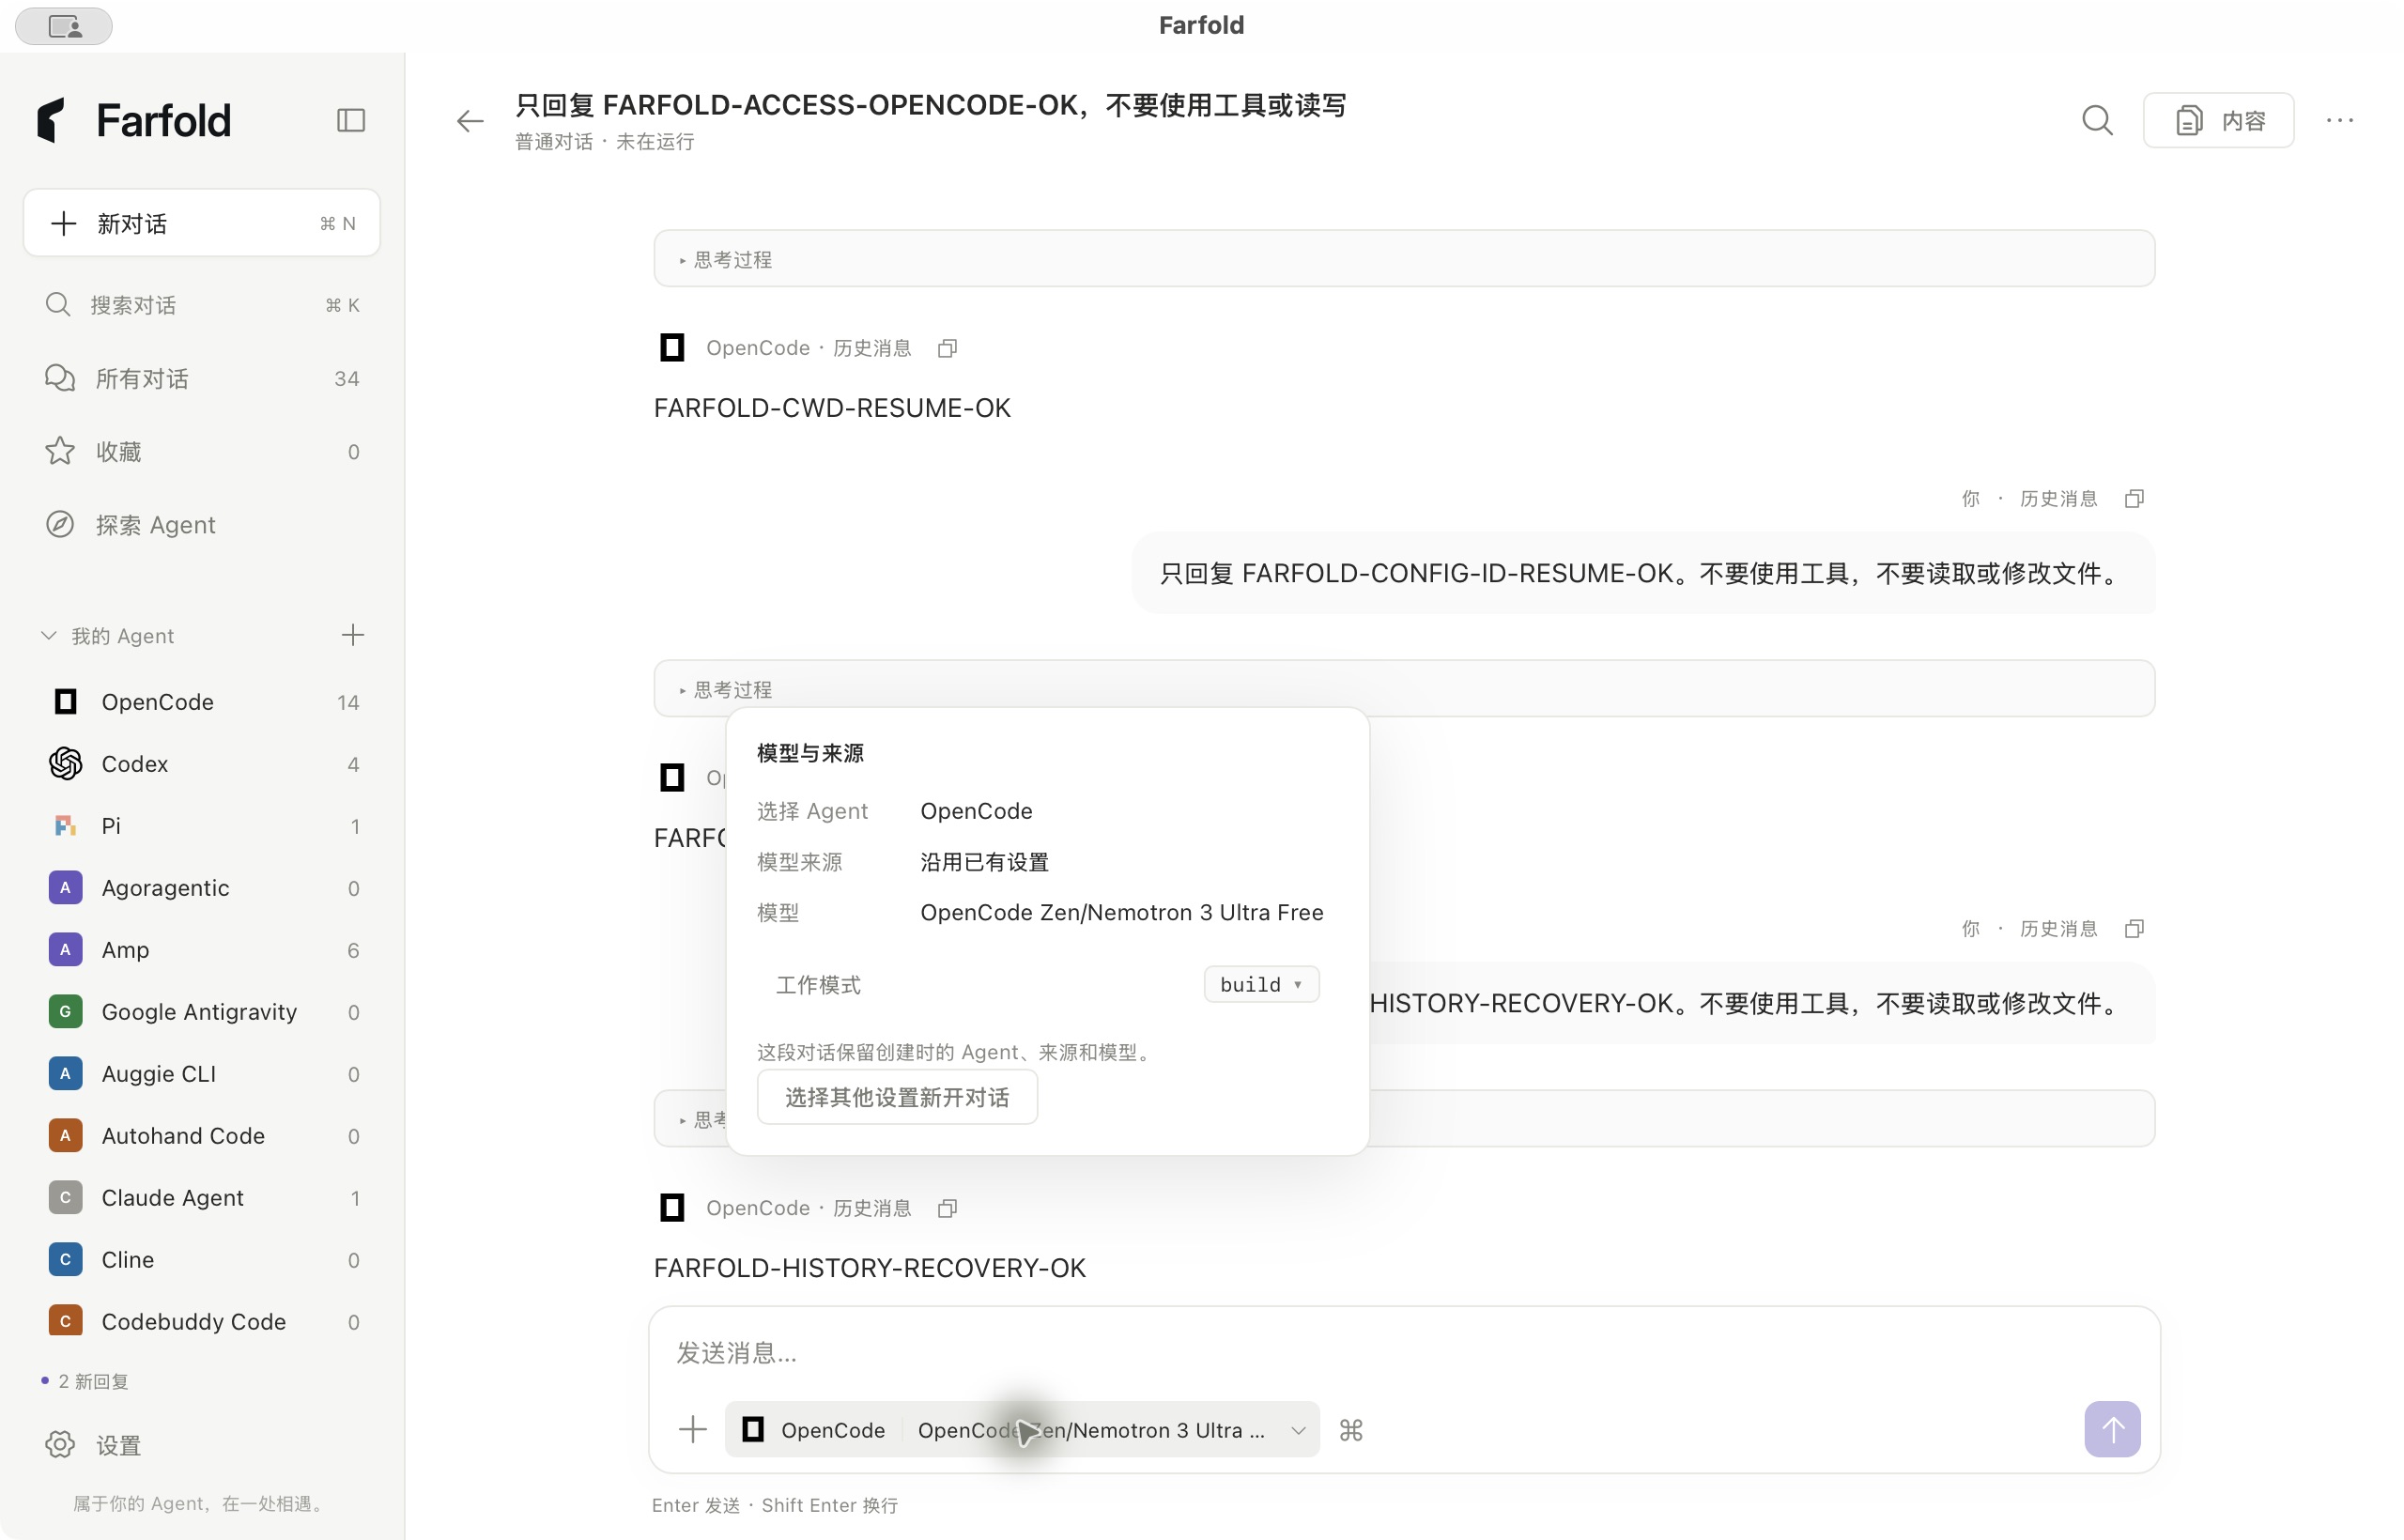 Farfold
Farfold
新对话 ⌘ N
搜索对话 ⌘ K
所有对话 34
收藏 0
探索 Agent
我的 Agent
OpenCode 14
Codex 4
Pi 1
A Agoragentic 0
A Amp 6
G Google Antigravity 0
A Auggie CLI 0
A Autohand Code 0
C Claude Agent 1
C Cline 0
C Codebuddy Code 0
2 新回复
设置
属于你的 Agent，在一处相遇。
只回复 FARFOLD-ACCESS-OPENCODE-OK，不要使用工具或读写
普通对话 · 未在运行
内容
思考过程
OpenCode · 历史消息
FARFOLD-CWD-RESUME-OK
你 · 历史消息
只回复 FARFOLD-CONFIG-ID-RESUME-OK。不要使用工具，不要读取或修改文件。
思考过程
FARF
模型与来源
选择 Agent OpenCode
模型来源 沿用已有设置
模型 OpenCode Zen/Nemotron 3 Ultra Free
工作模式 build
这段对话保留创建时的 Agent、来源和模型。
选择其他设置新开对话
你 · 历史消息
HISTORY-RECOVERY-OK。不要使用工具，不要读取或修改文件。
思
OpenCode · 历史消息
FARFOLD-HISTORY-RECOVERY-OK
发送消息...
OpenCode OpenCode Zen/Nemotron 3 Ultra ... ⌘
Enter 发送 · Shift Enter 换行